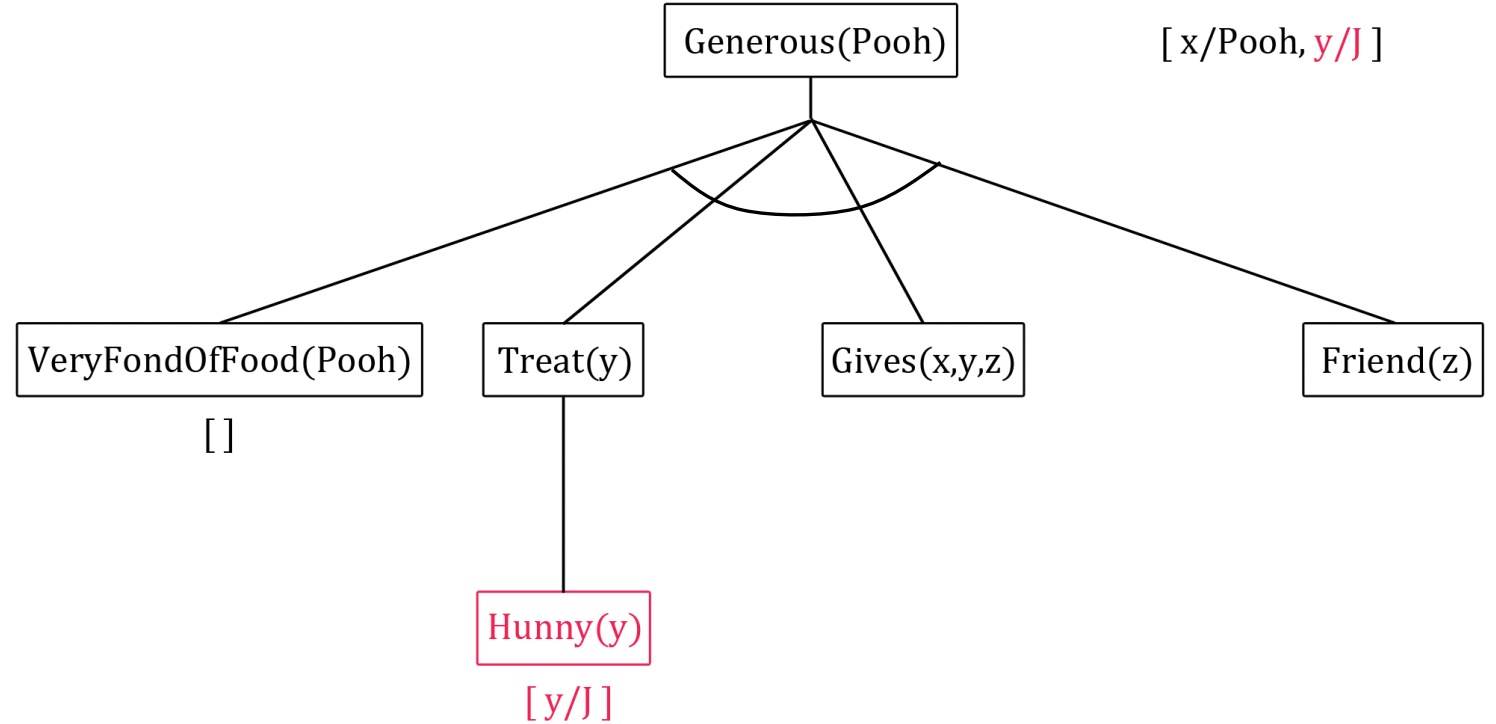 Generous(Pooh)
[ x/Pooh, y/J ]
VeryFondOfFood(Pooh)
Treat(y)
Gives(x,y,z)
Friend(z)
[ ]
Hunny(y)
[ y/J ]